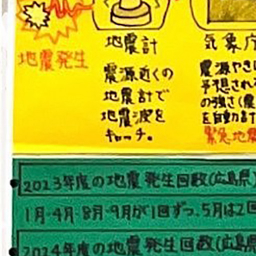 地震発生
地震計
震源近くの
地震計で
地震波を
キャッチ。
気象庁
震源やき
予想され
の強さ(震
を自動計
緊急地震
2023年度の地震発生回数(広島県)
1月・4月・8月・9月が1回ずつ、5月は2回
2024年度の地震発生回数(広島県